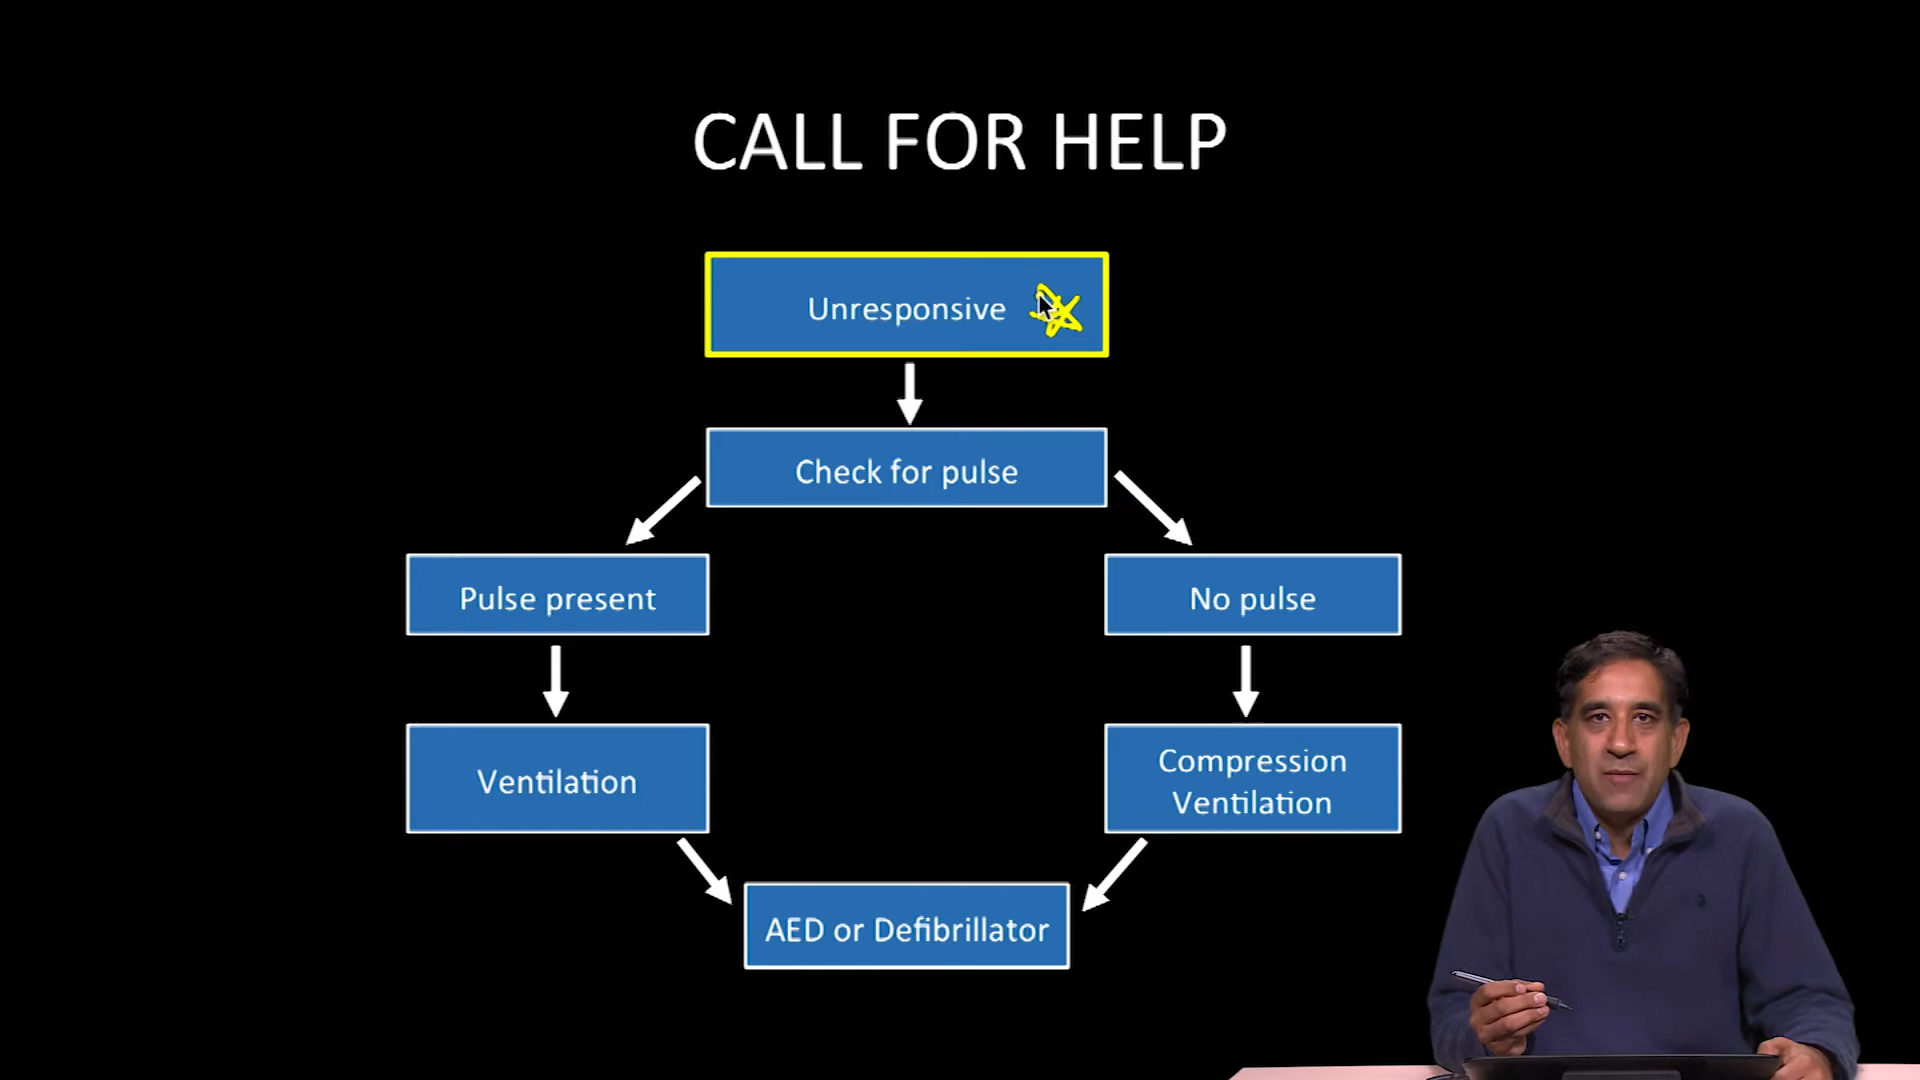 CALL FOR HELP
Unresponsive
Check for pulse
Pulse present
No pulse
Ventilation
Compression
Ventilation
AED or Defibrillator